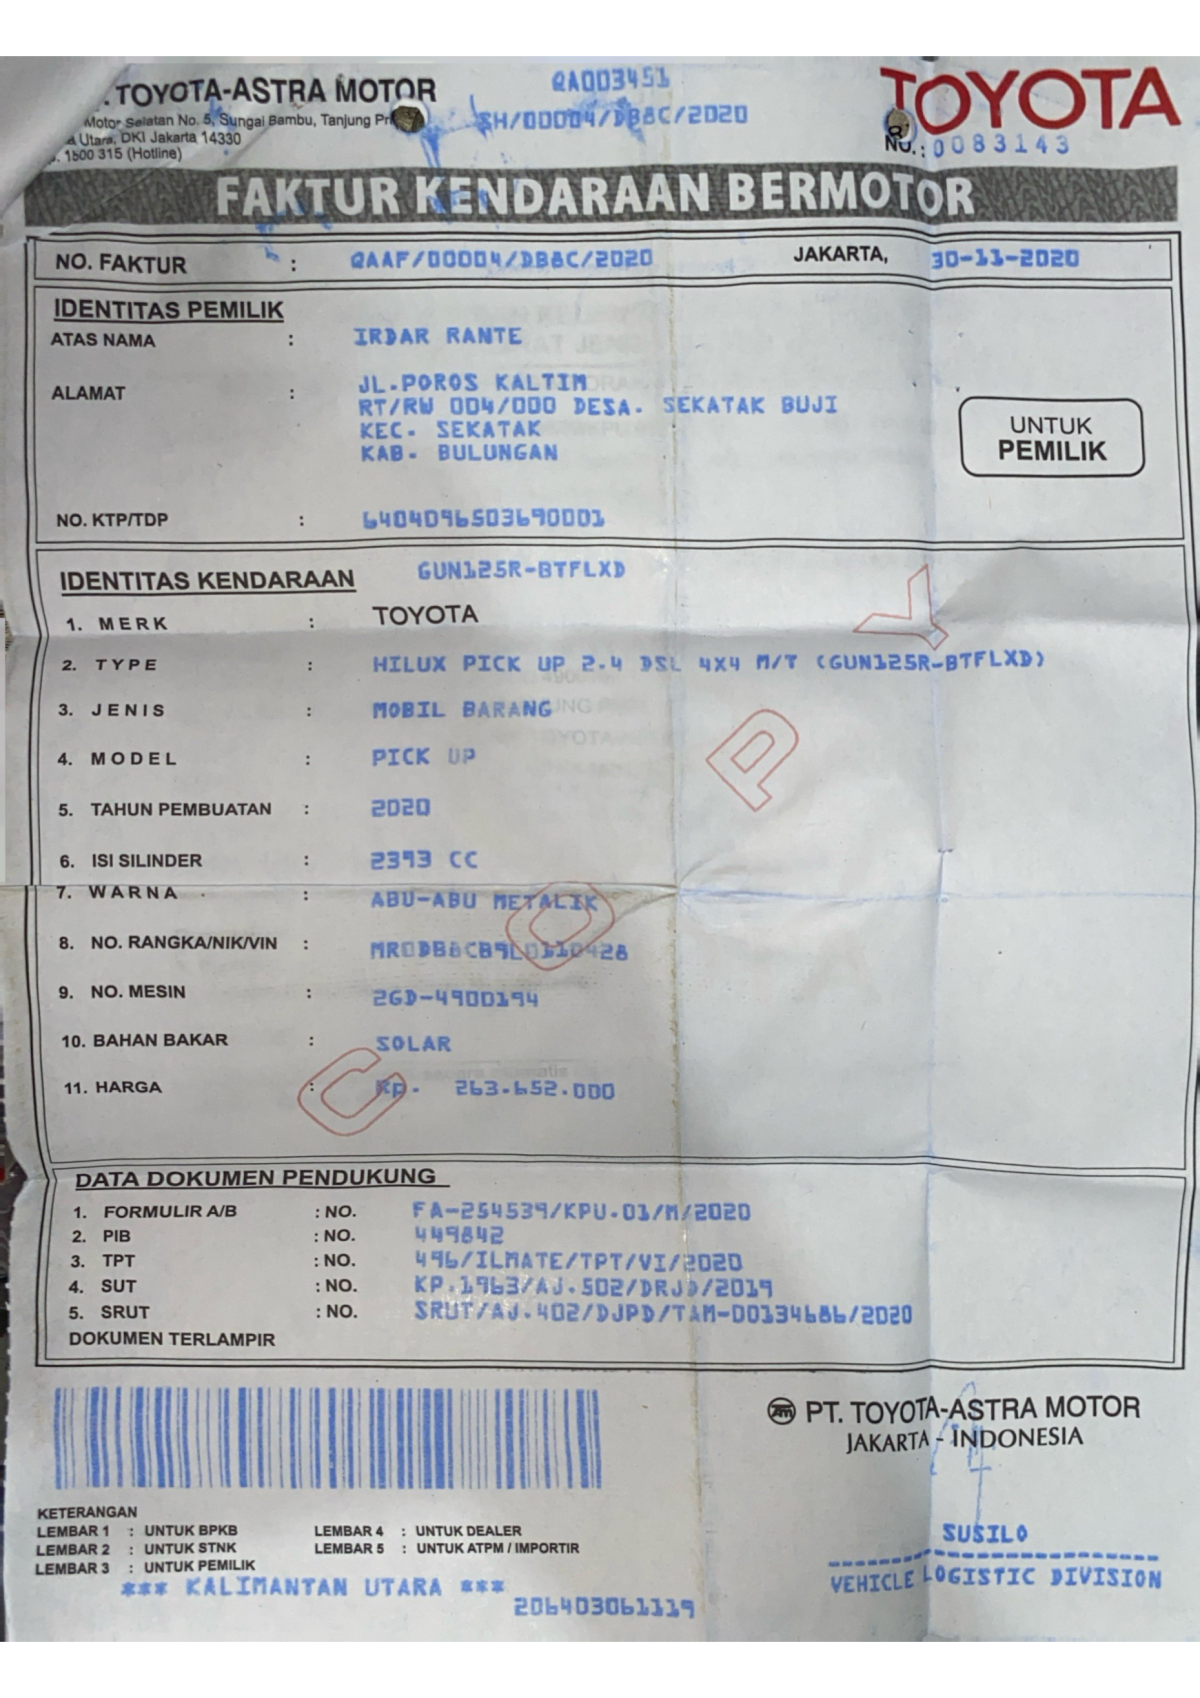 . TOYOTA-ASTRA MOTOR
Motor Selatan No. 5, Sungai Bambu, Tanjung
Utara, DKI Jakarta 14330
. 1500 315 (Hotline)
QA003451
SH/00004/DB8C/2020
TOYOTA
NO.: 0083143
FAKTUR KENDARAAN BERMOTOR
NO. FAKTUR : QAAF/00004/DB8C/2020 JAKARTA, 30-11-2020
IDENTITAS PEMILIK
ATAS NAMA : IRDAR RANTE
ALAMAT : JL.POROS KALTIM
RT/RW 004/000 DESA. SEKATAK BUJI
KEC. SEKATAK
KAB. BULUNGAN
UNTUK
PEMILIK
NO. KTP/TDP : 6404096503690001
IDENTITAS KENDARAAN GUN125R-BTFLXD
1. MERK : TOYOTA
2. TYPE : HILUX PICK UP 2.4 DSL 4X4 M/T (GUN125R-BTFLXD)
3. JENIS : MOBIL BARANG
4. MODEL : PICK UP
5. TAHUN PEMBUATAN : 2020
6. ISI SILINDER : 2393 CC
7. WARNA : ABU-ABU METALIK
8. NO. RANGKA/NIK/VIN : MR0DB8CB9L0110428
9. NO. MESIN : 2GD-4900194
10. BAHAN BAKAR : SOLAR
11. HARGA : Rp. 263.652.000
COPY
DATA DOKUMEN PENDUKUNG
1. FORMULIR A/B : NO. FA-254539/KPU.01/M/2020
2. PIB : NO. 449842
3. TPT : NO. 496/ILMATE/TPT/VI/2020
4. SUT : NO. KP.1963/AJ.502/DRJD/2019
5. SRUT : NO. SRUT/AJ.402/DJPD/TAM-00134686/2020
DOKUMEN TERLAMPIR
PT. TOYOTA-ASTRA MOTOR
JAKARTA - INDONESIA
KETERANGAN
LEMBAR 1 : UNTUK BPKB LEMBAR 4 : UNTUK DEALER
LEMBAR 2 : UNTUK STNK LEMBAR 5 : UNTUK ATPM / IMPORTIR
LEMBAR 3 : UNTUK PEMILIK
*** KALIMANTAN UTARA ***
206403061119
SUSILO
VEHICLE LOGISTIC DIVISION